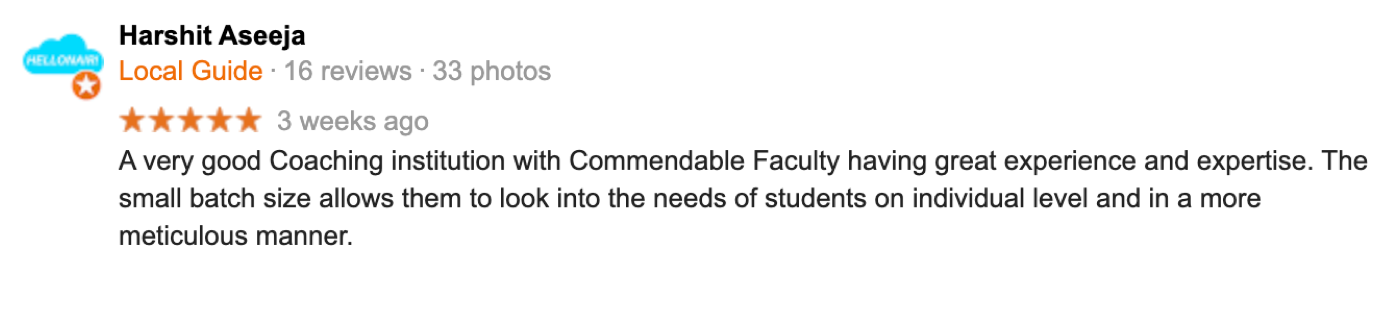 HELLONAIR!
Harshit Aseeja
Local Guide · 16 reviews · 33 photos
3 weeks ago
A very good Coaching institution with Commendable Faculty having great experience and expertise. The
small batch size allows them to look into the needs of students on individual level and in a more
meticulous manner.